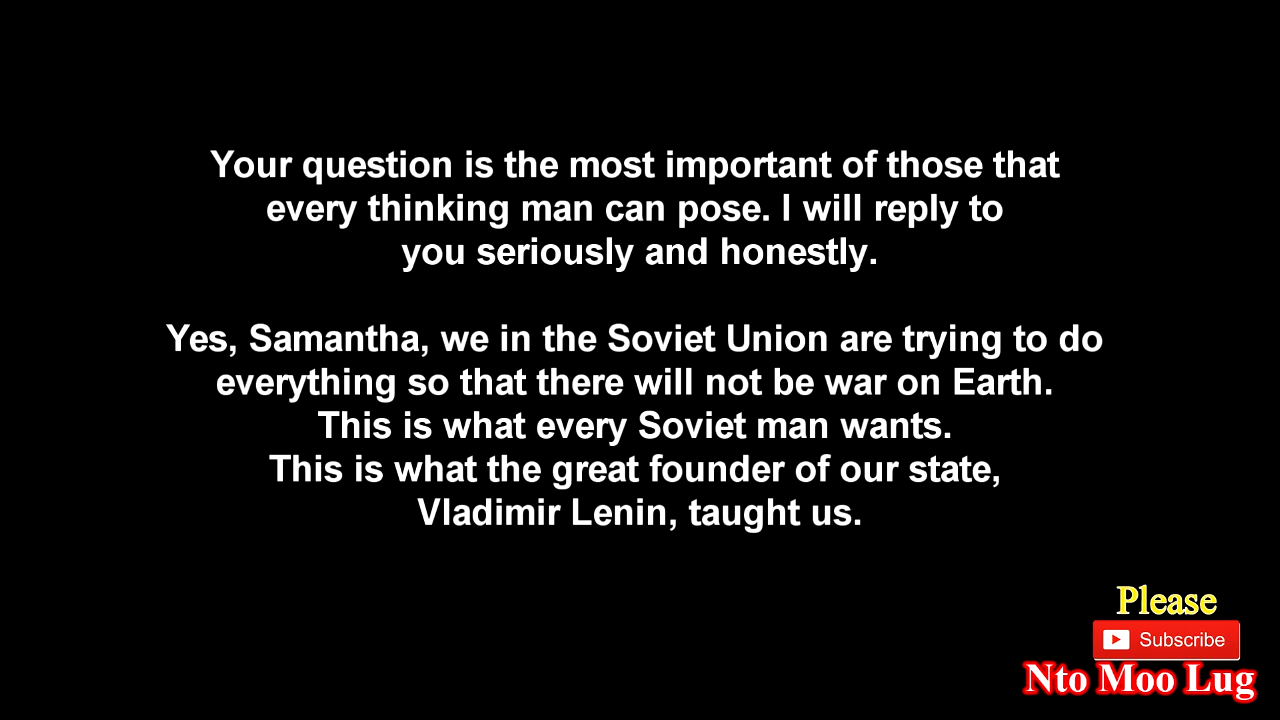 Your question is the most important of those that
every thinking man can pose. I will reply to
you seriously and honestly.
Yes, Samantha, we in the Soviet Union are trying to do
everything so that there will not be war on Earth.
This is what every Soviet man wants.
This is what the great founder of our state,
Vladimir Lenin, taught us.
Please
Subscribe
Nto Moo Lug